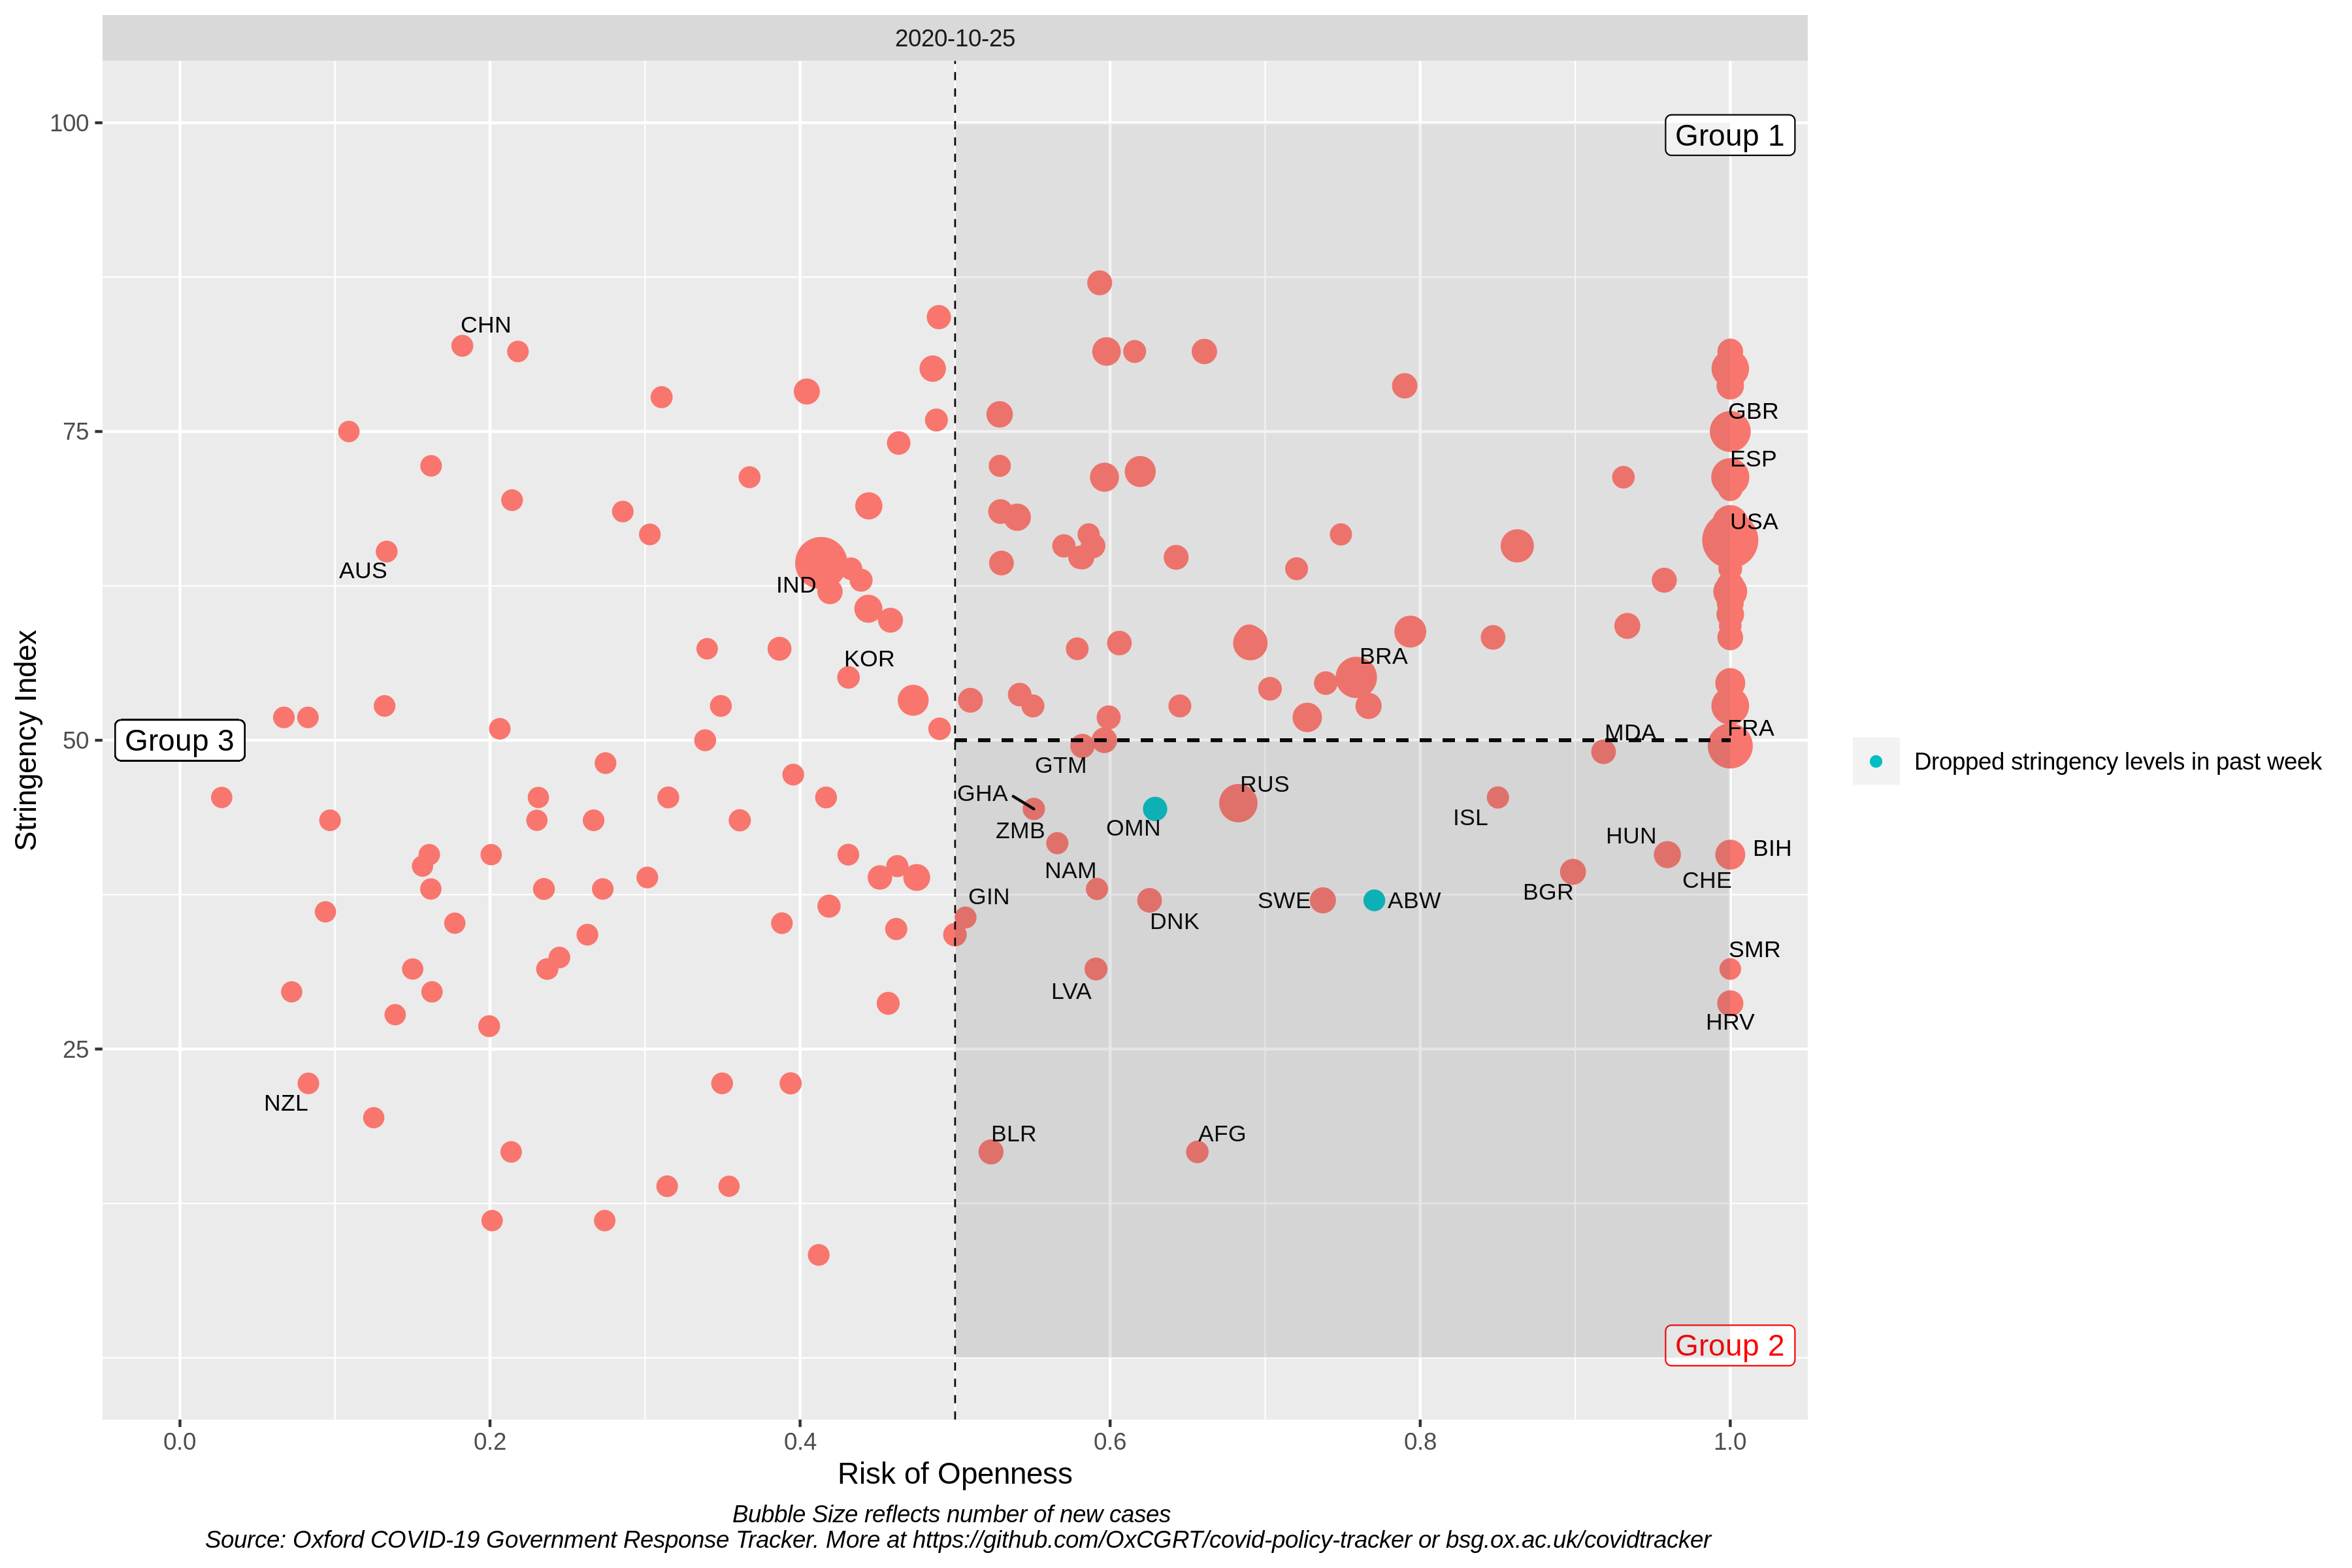 2020-10-25
100
Group 1
CHN
GBR
75
ESP
USA
AUS
IND
BRA
KOR
MDA
FRA
Group 3
50
GTM
Dropped stringency levels in past week
RUS
GHA
ISL
ZMB
OMN
HUN
BIH
NAM
CHE
BGR
GIN
SWE
ABW
DNK
SMR
LVA
HRV
25
NZL
BLR
AFG
Group 2
Stringency Index
0.0
0.2
0.4
0.6
0.8
1.0
Risk of Openness
Bubble Size reflects number of new cases
Source: Oxford COVID-19 Government Response Tracker. More at https://github.com/OxCGRT/covid-policy-tracker or bsg.ox.ac.uk/covidtracker